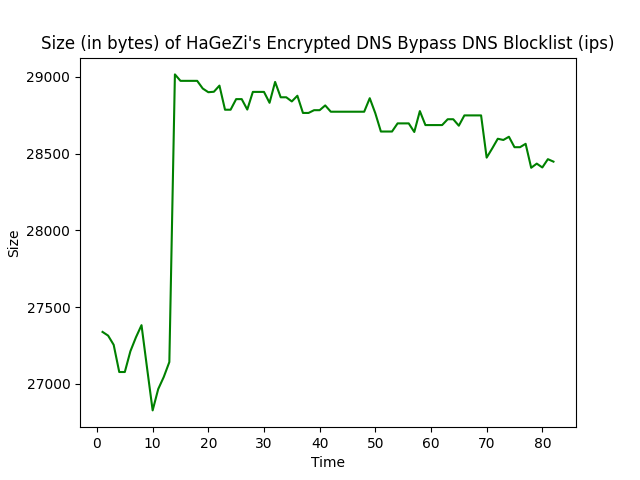 Size (in bytes) of HaGeZi's Encrypted DNS Bypass DNS Blocklist (ips)
29000
28500
28000
27500
27000
Size
0 10 20 30 40 50 60 70 80
Time